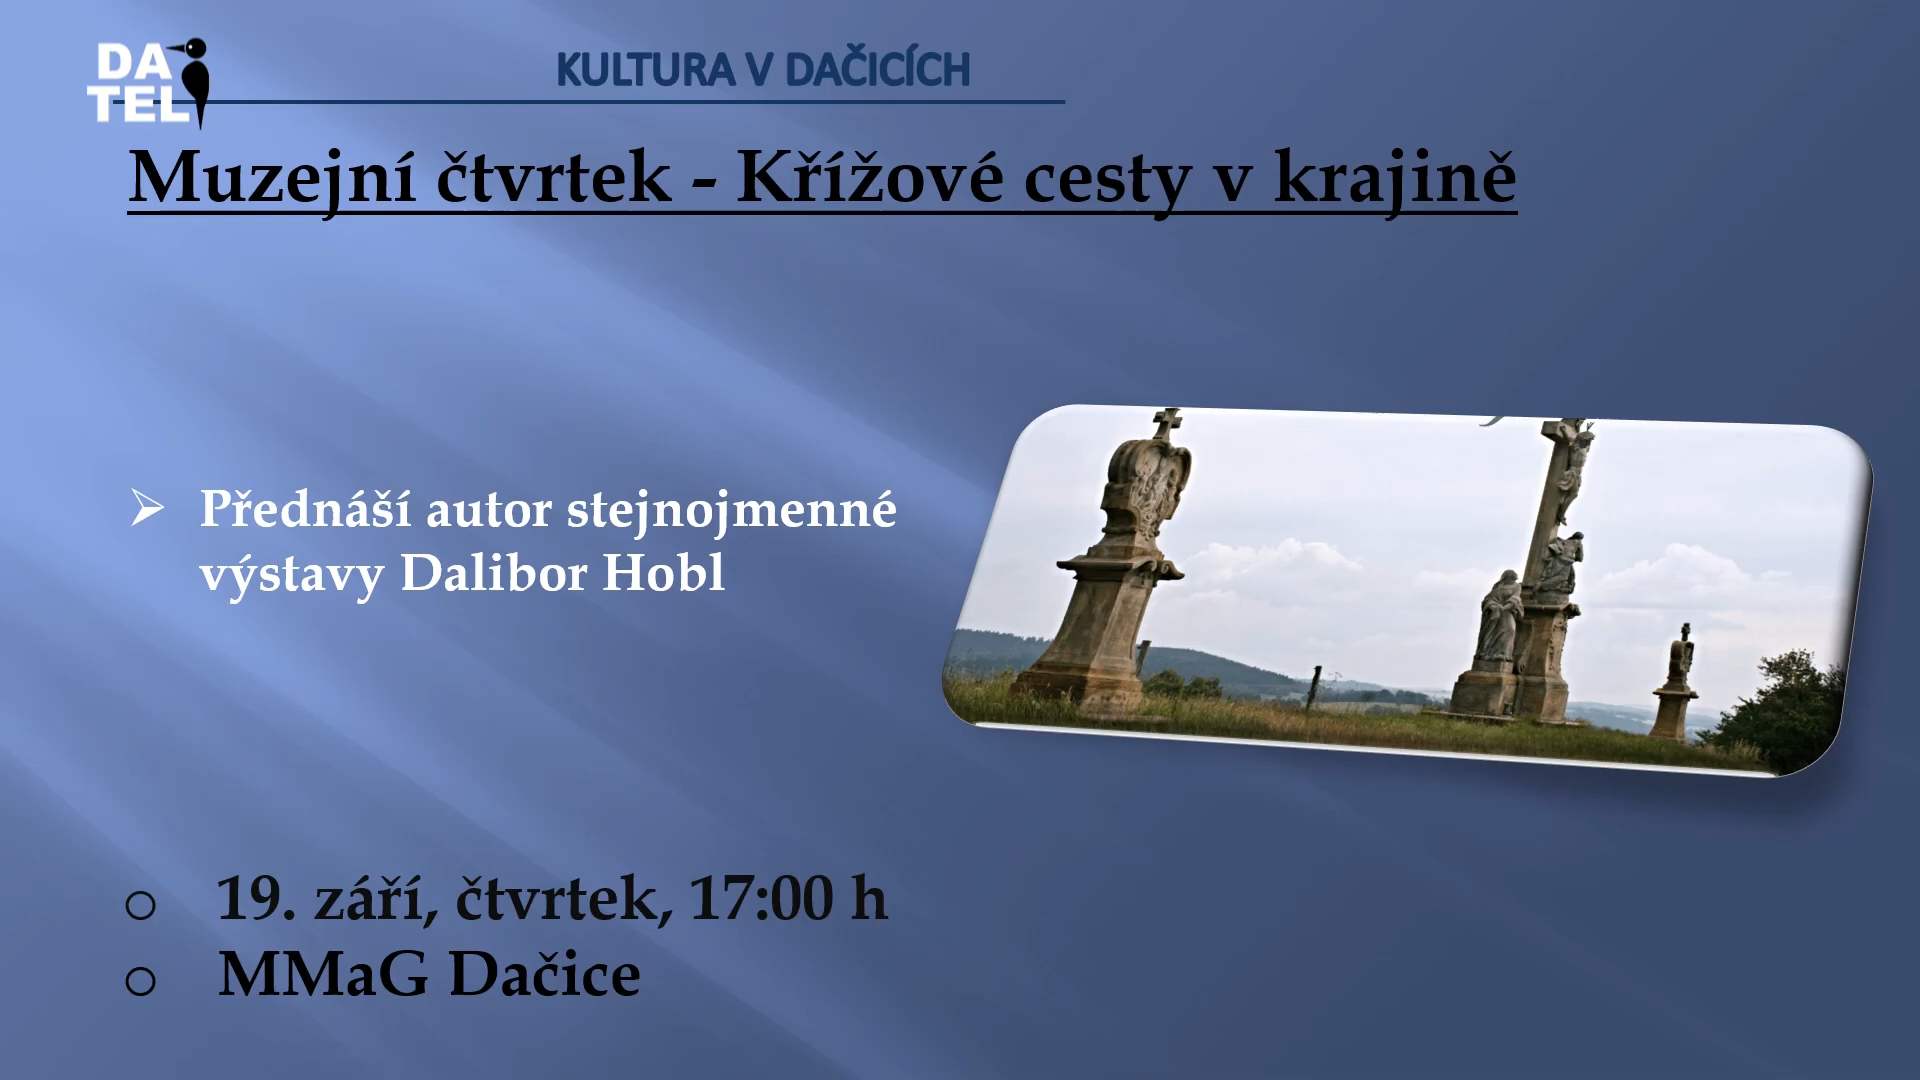 DA
TEL
KULTURA V DAČICÍCH
Muzejní čtvrtek - Křížové cesty v krajině
Přednáší autor stejnojmenné
výstavy Dalibor Hobl
19. září, čtvrtek, 17:00 h
MMaG Dačice